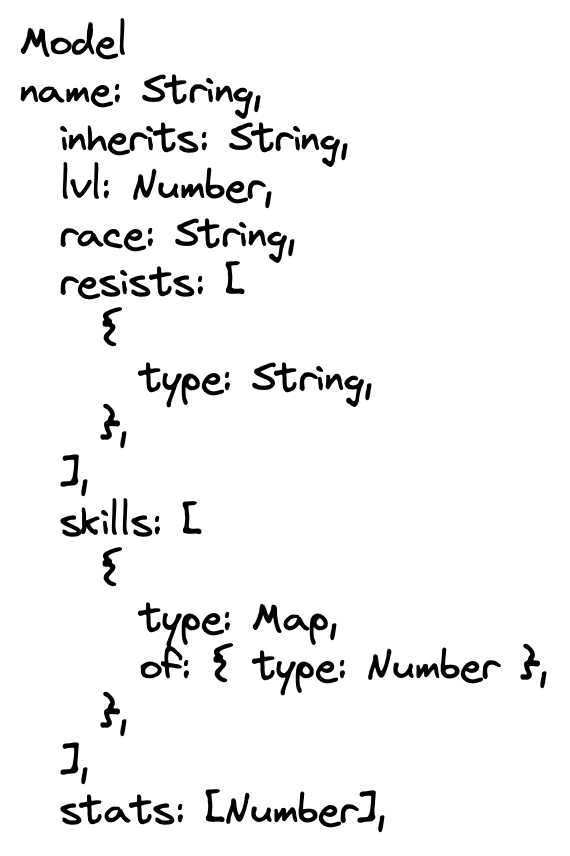 Model
name: String,
inherits: String,
lvl: Number,
race: String,
resists: [
{
type: String,
},
],
skills: [
{
type: Map,
of: { type: Number },
},
],
stats: [Number],